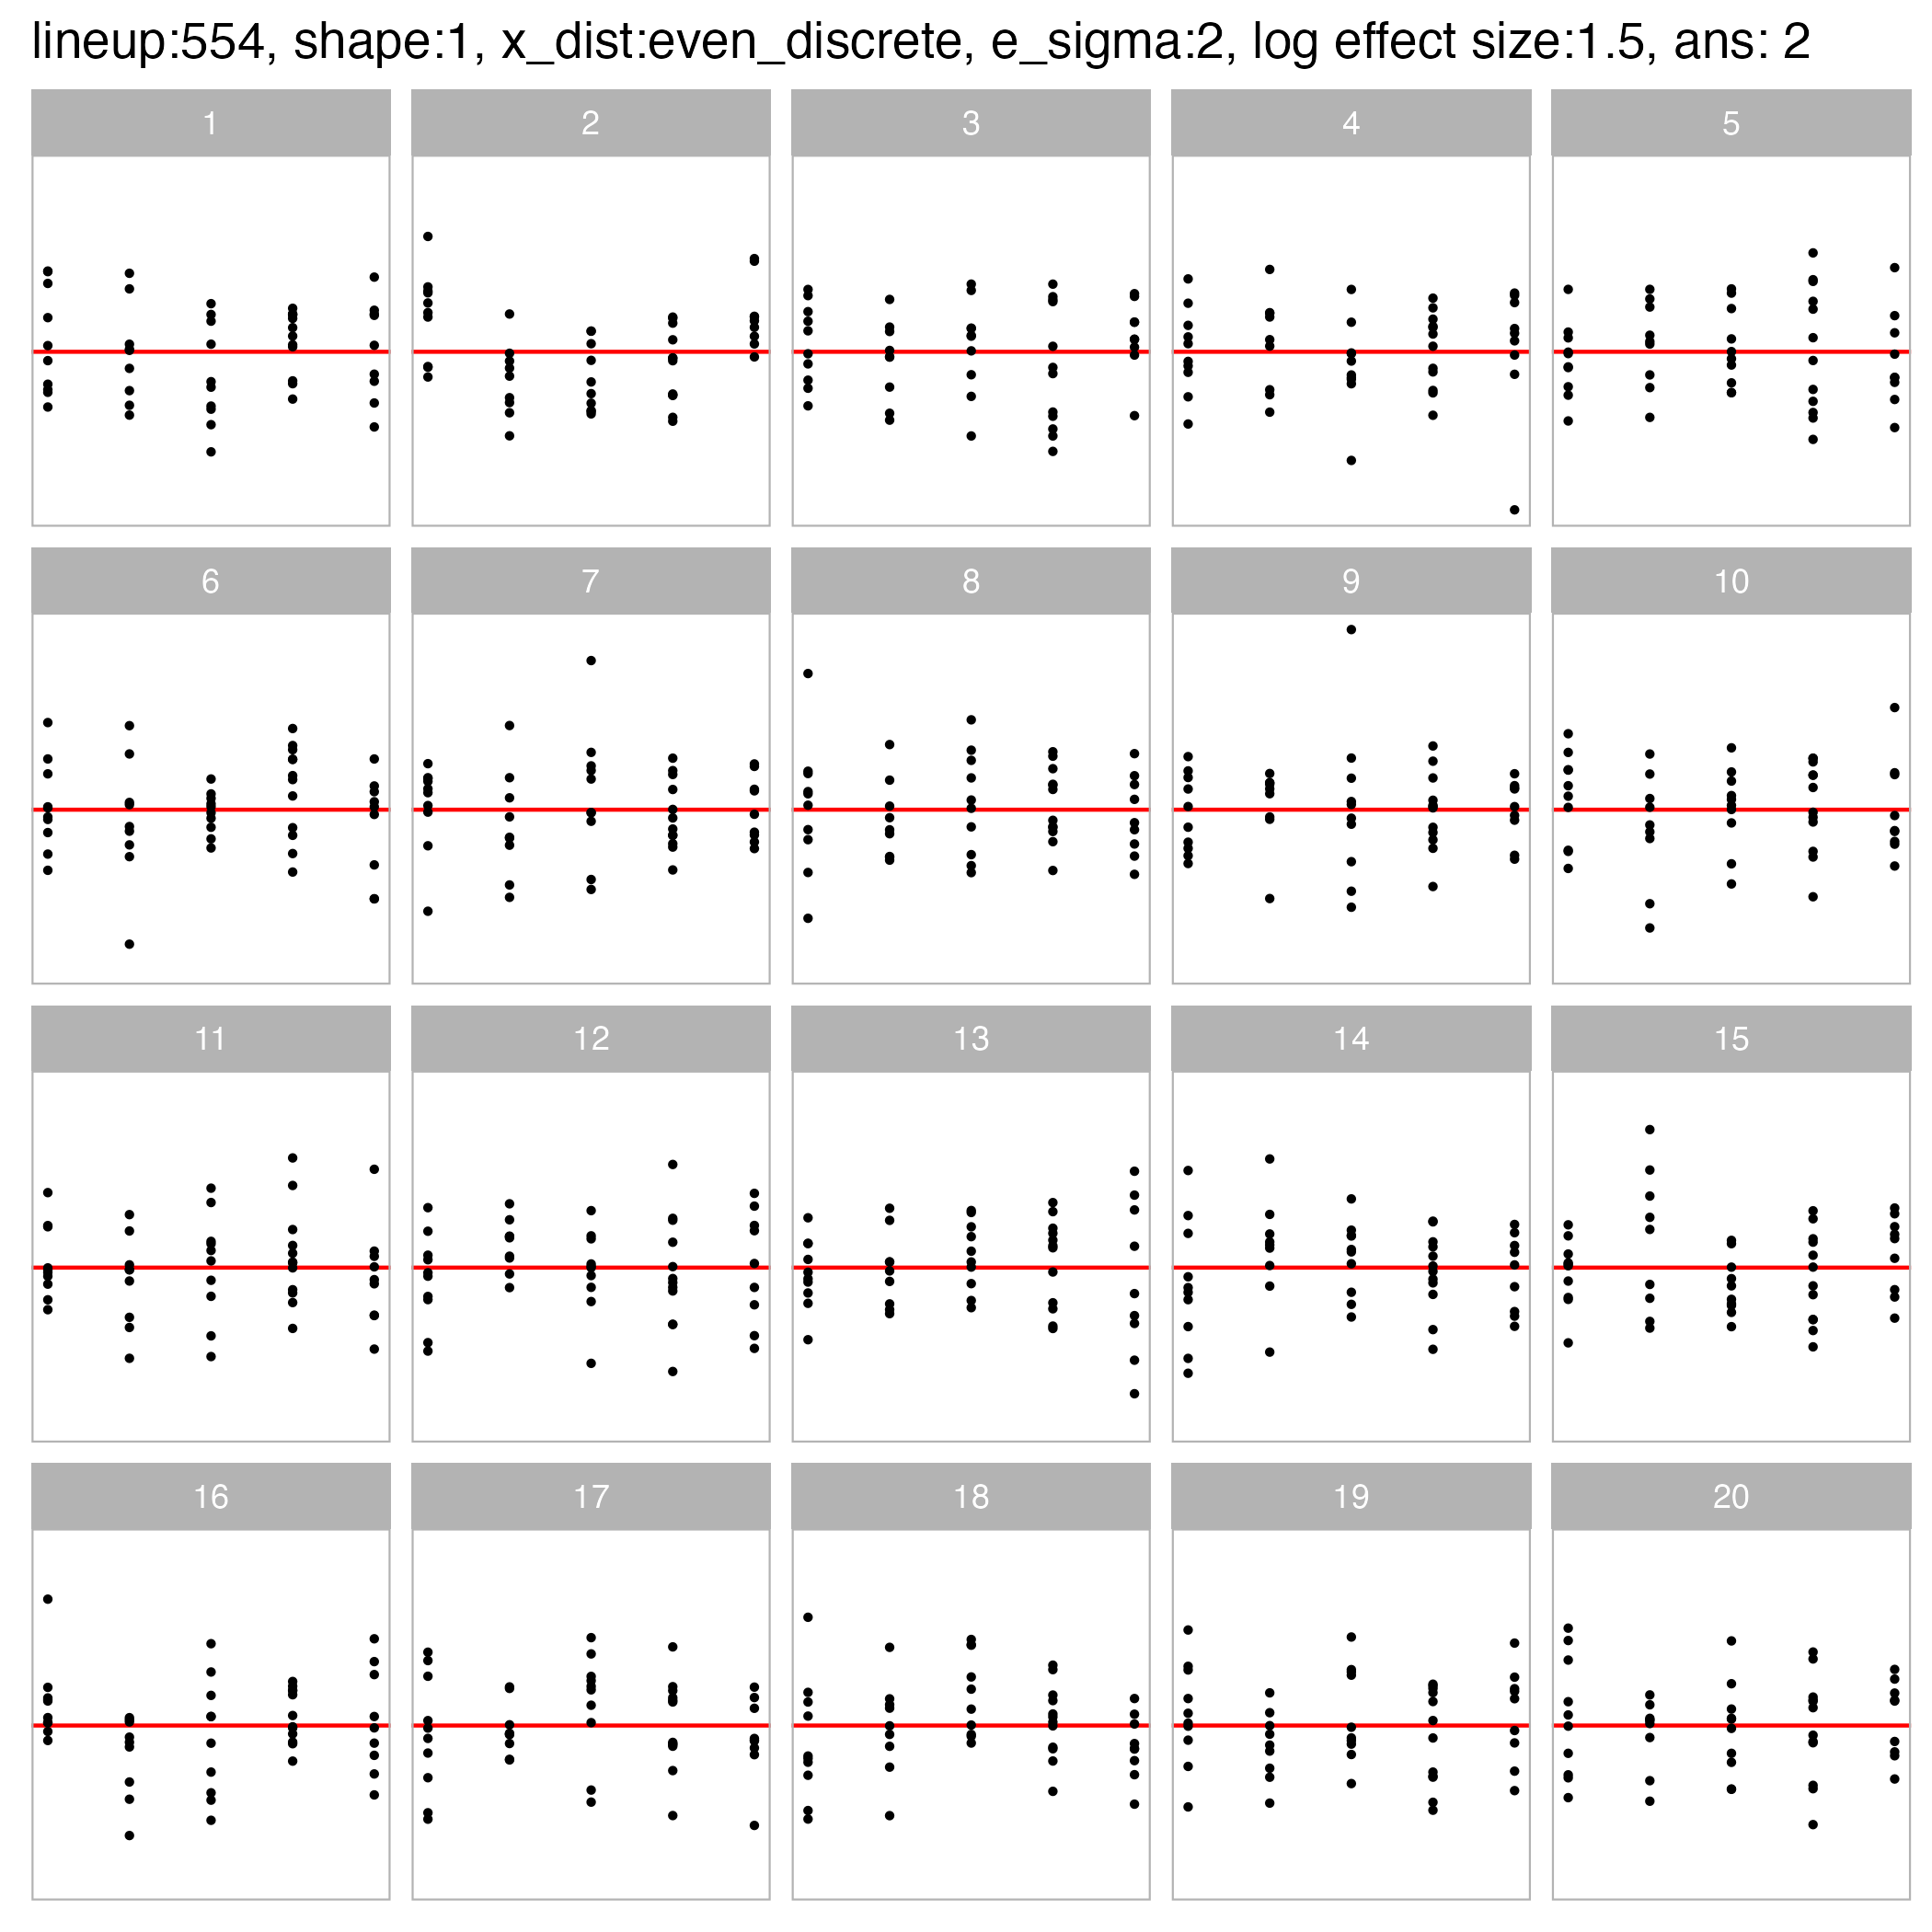 lineup:554, shape:1, x_dist:even_discrete, e_sigma:2, log effect size:1.5, ans: 2
1 2 3 4 5
6 7 8 9 10
11 12 13 14 15
16 17 18 19 20